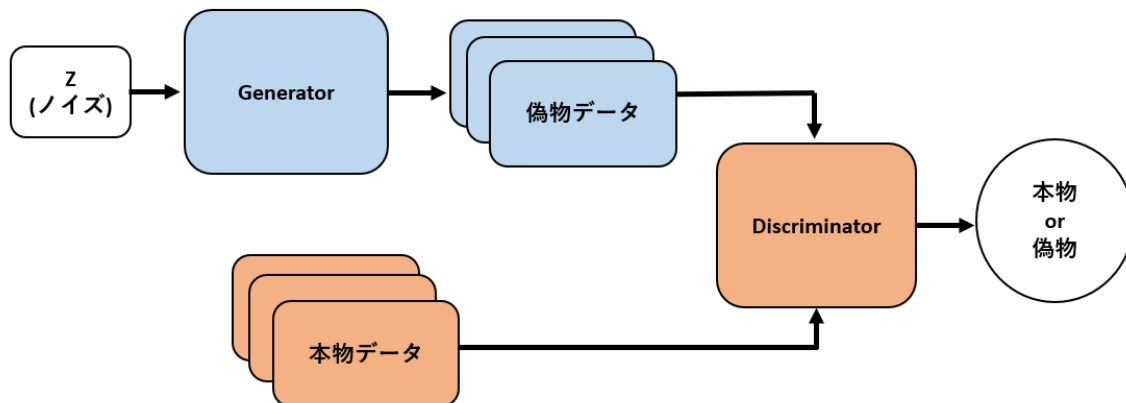 Z
(ノイズ)
Generator
偽物データ
Discriminator
本物
or
偽物
本物データ